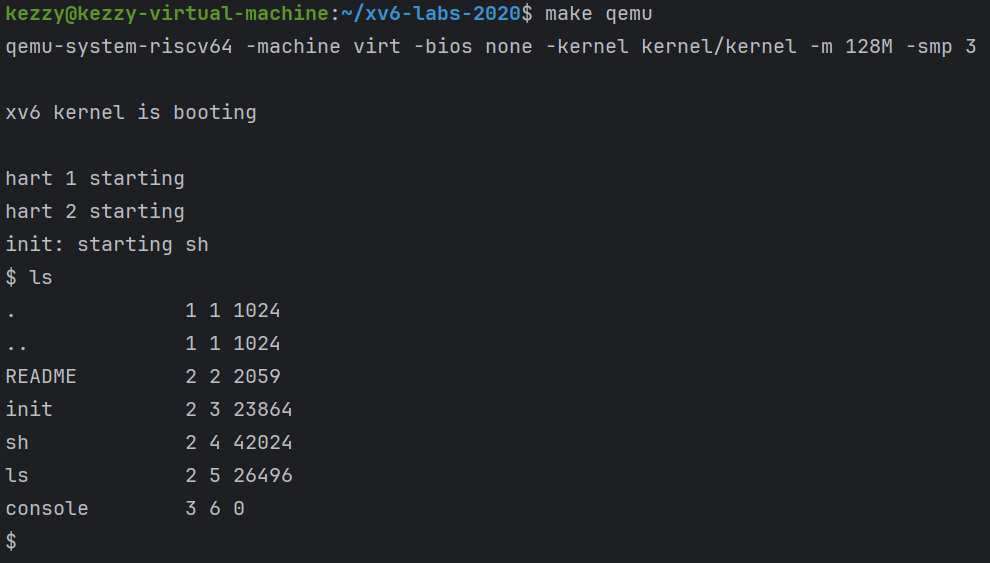 kezzy@kezzy-virtual-machine:~/xv6-labs-2020$ make qemu
qemu-system-riscv64 -machine virt -bios none -kernel kernel/kernel -m 128M -smp 3
xv6 kernel is booting
hart 1 starting
hart 2 starting
init: starting sh
$ ls
.              1 1 1024
..             1 1 1024
README         2 2 2059
init           2 3 23864
sh             2 4 42024
ls             2 5 26496
console        3 6 0
$